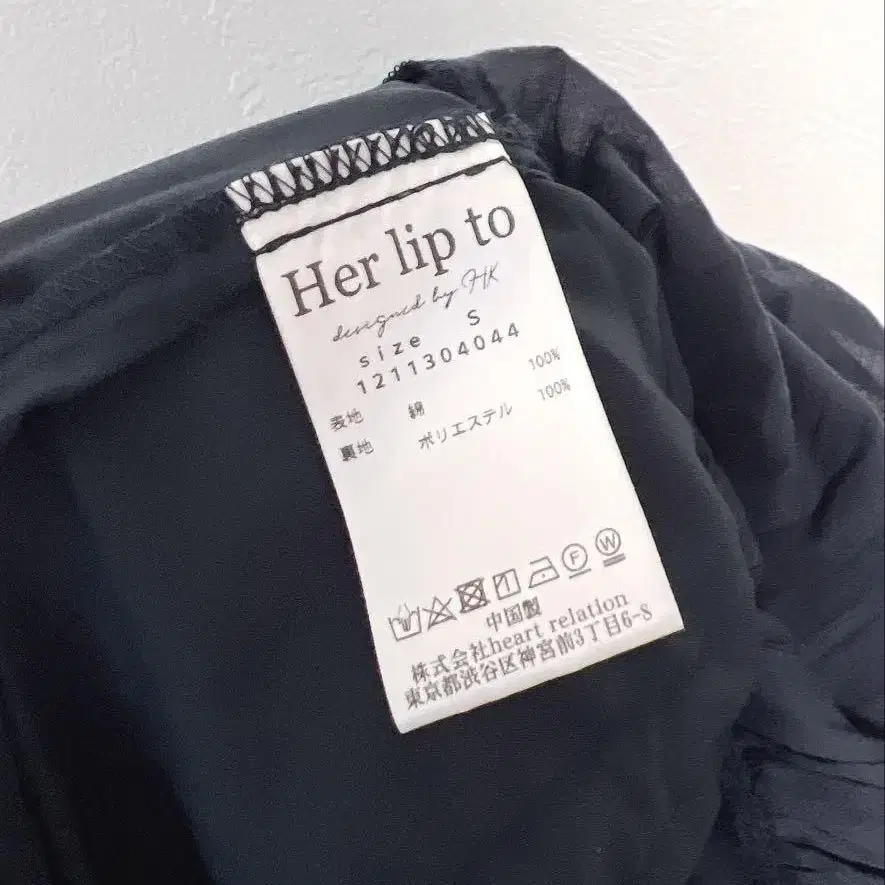 Her lip to
designed by HK
size S
1211304044
表地 綿 100%
裏地 ポリエステル 100%
F W
中国製
株式会社heart relation
東京都渋谷区神宮前3丁目6-8